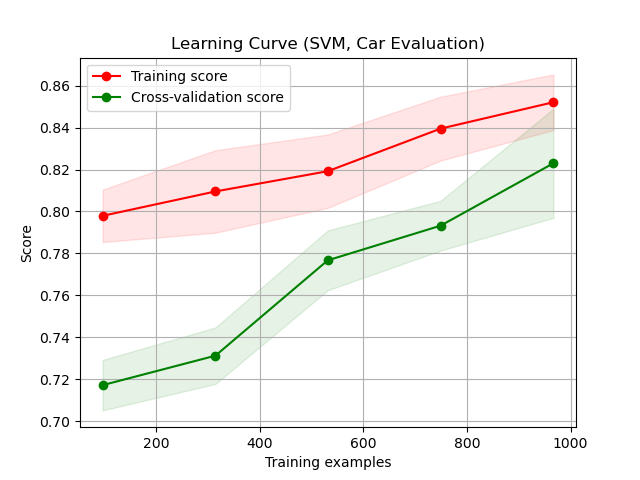 Learning Curve (SVM, Car Evaluation)
Training score
Cross-validation score
0.86
0.84
0.82
0.80
0.78
0.76
0.74
0.72
0.70
Score
200
400
600
800
1000
Training examples